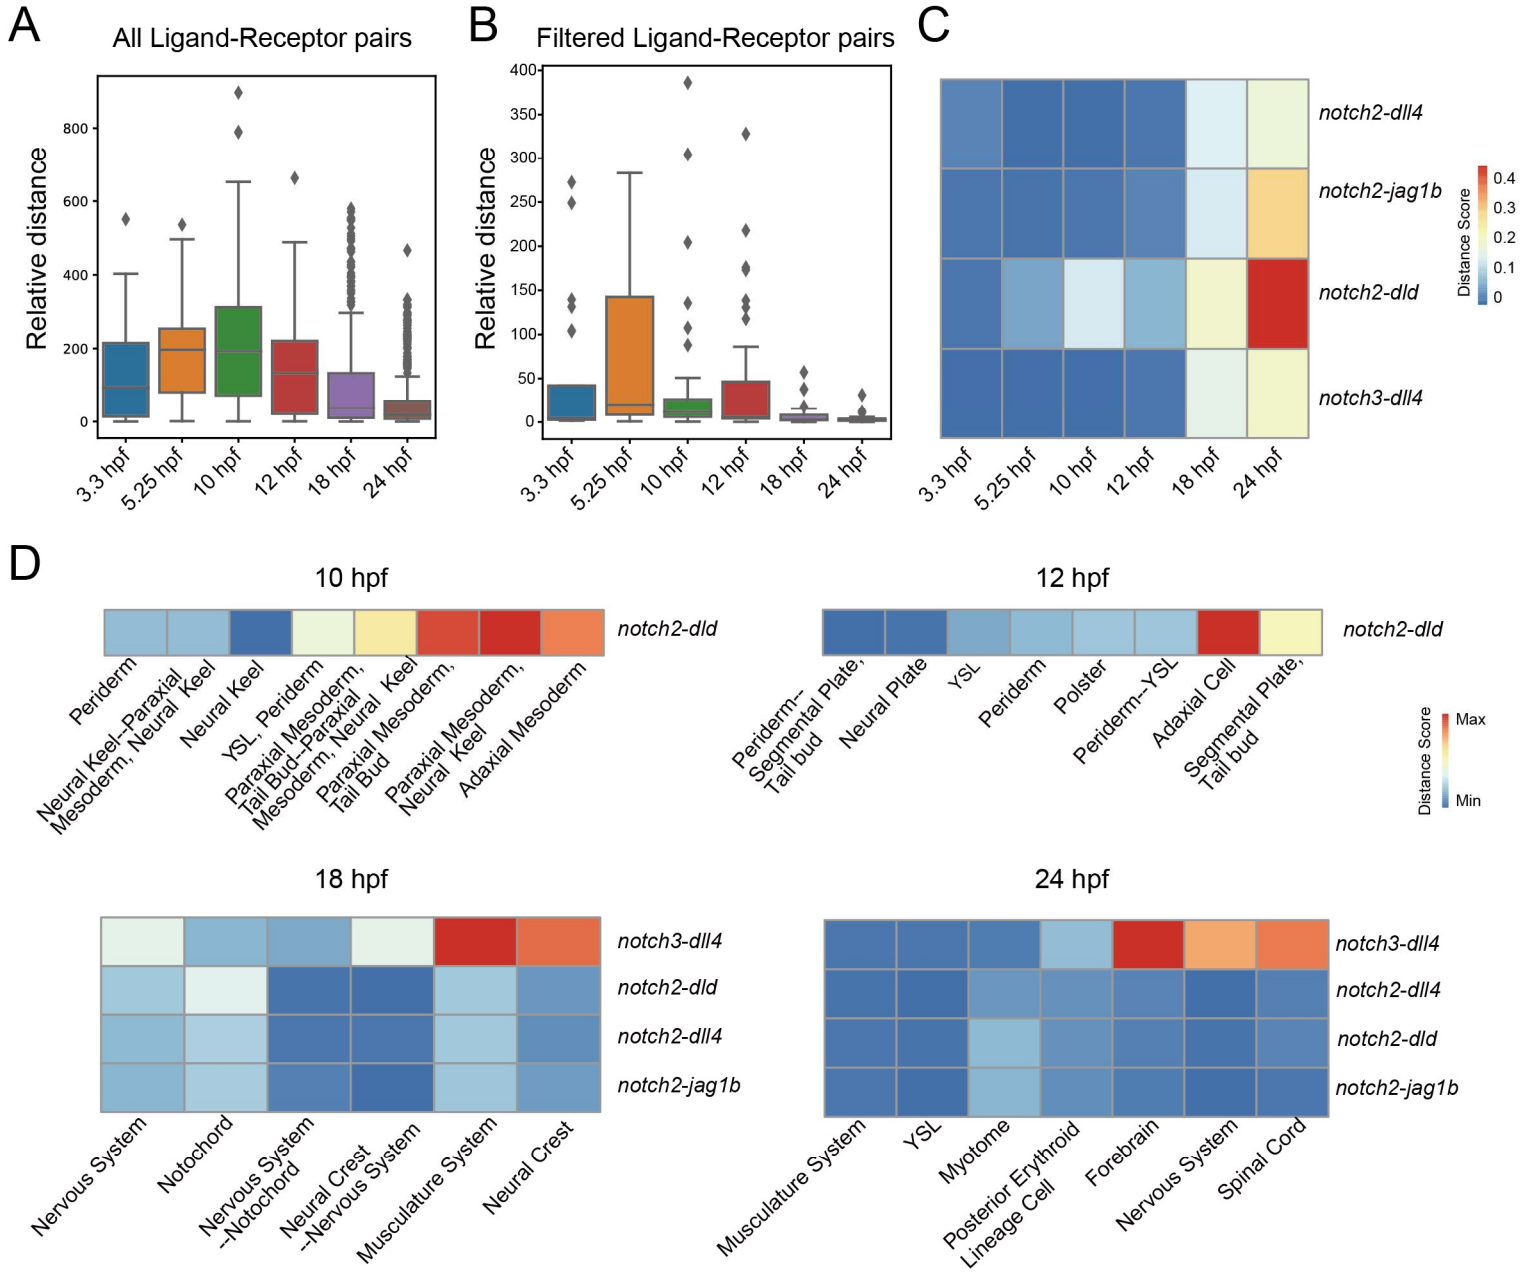 A
All Ligand-Receptor pairs
Relative distance
800
600
400
200
0
3.3 hpf
5.25 hpf
10 hpf
12 hpf
18 hpf
24 hpf
B
Filtered Ligand-Receptor pairs
Relative distance
400
350
300
250
200
150
100
50
0
3.3 hpf
5.25 hpf
10 hpf
12 hpf
18 hpf
24 hpf
C
notch2-dll4
notch2-jag1b
notch2-dld
notch3-dll4
3.3 hpf
5.25 hpf
10 hpf
12 hpf
18 hpf
24 hpf
Distance Score
0.4
0.3
0.2
0.1
0
D
10 hpf
notch2-dld
Periderm
Neural Keel--Paraxial
Mesoderm, Neural Keel
Neural Keel
YSL, Periderm
Paraxial Mesoderm,
Tail Bud--Paraxial
Mesoderm, Neural Keel
Paraxial Mesoderm,
Tail Bud
Paraxial Mesoderm,
Neural Keel
Adaxial Mesoderm
12 hpf
notch2-dld
Periderm--
Segmental Plate,
Tail bud
Neural Plate
YSL
Periderm
Polster
Periderm--YSL
Adaxial Cell
Segmental Plate,
Tail bud
Distance Score
Max
Min
18 hpf
notch3-dll4
notch2-dld
notch2-dll4
notch2-jag1b
Nervous System
Notochord
Nervous System
--Notochord
Neural Crest
--Nervous System
Musculature System
Neural Crest
24 hpf
notch3-dll4
notch2-dll4
notch2-dld
notch2-jag1b
Musculature System
YSL
Myotome
Posterior Erythroid
Lineage Cell
Forebrain
Nervous System
Spinal Cord